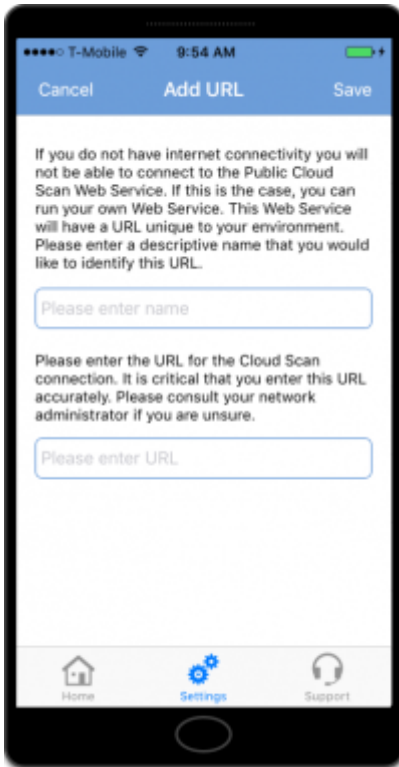 T-Mobile 9:54 AM
Cancel Add URL Save
If you do not have internet connectivity you will
not be able to connect to the Public Cloud
Scan Web Service. If this is the case, you can
run your own Web Service. This Web Service
will have a URL unique to your environment.
Please enter a descriptive name that you would
like to identify this URL.
Please enter name
Please enter the URL for the Cloud Scan
connection. It is critical that you enter this URL
accurately. Please consult your network
administrator if you are unsure.
Please enter URL
Home Settings Support